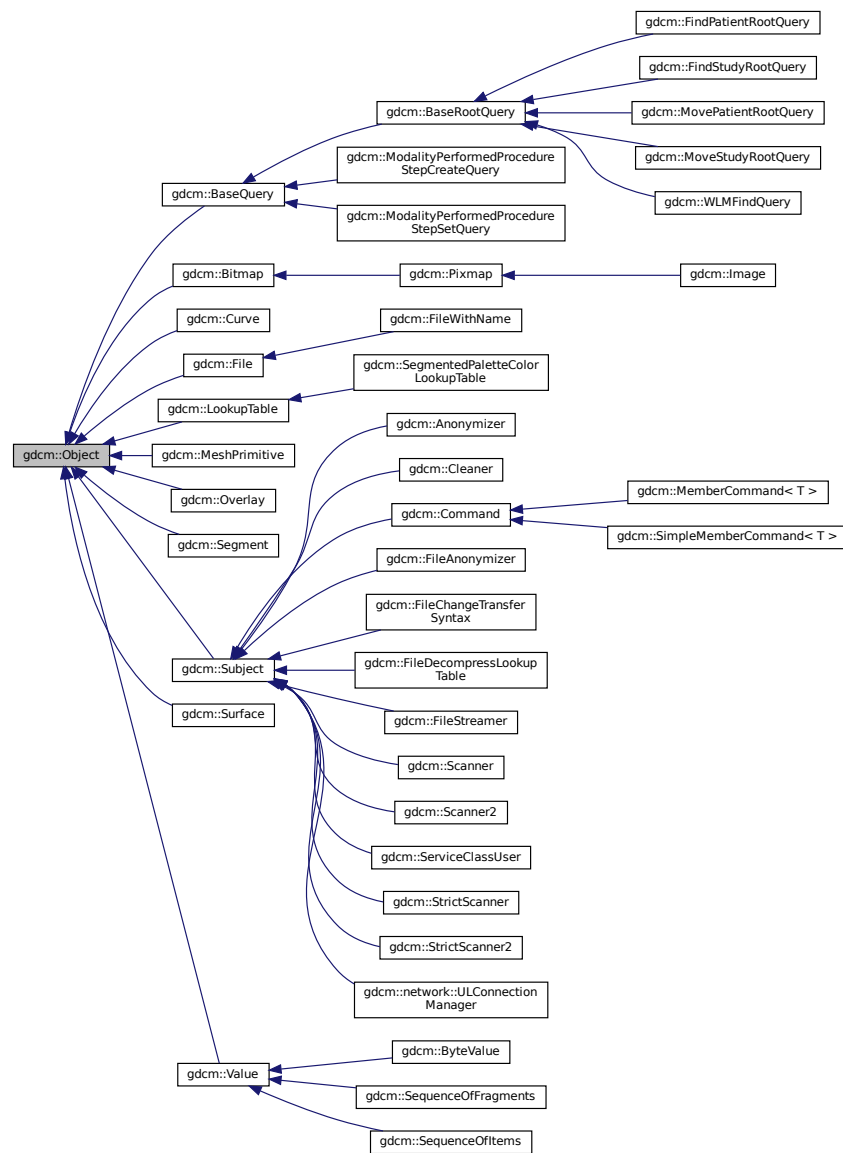 gdcm::FindPatientRootQuery
gdcm::FindStudyRootQuery
gdcm::BaseRootQuery
gdcm::MovePatientRootQuery
gdcm::ModalityPerformedProcedure
StepCreateQuery
gdcm::MoveStudyRootQuery
gdcm::BaseQuery
gdcm::WLMFindQuery
gdcm::ModalityPerformedProcedure
StepSetQuery
gdcm::Bitmap
gdcm::Pixmap
gdcm::Image
gdcm::Curve
gdcm::FileWithName
gdcm::File
gdcm::SegmentedPaletteColor
LookupTable
gdcm::LookupTable
gdcm::Anonymizer
gdcm::Object
gdcm::MeshPrimitive
gdcm::Cleaner
gdcm::Overlay
gdcm::MemberCommand< T >
gdcm::Command
gdcm::SimpleMemberCommand< T >
gdcm::Segment
gdcm::FileAnonymizer
gdcm::FileChangeTransfer
Syntax
gdcm::Subject
gdcm::FileDecompressLookup
Table
gdcm::Surface
gdcm::FileStreamer
gdcm::Scanner
gdcm::Scanner2
gdcm::ServiceClassUser
gdcm::StrictScanner
gdcm::StrictScanner2
gdcm::network::ULConnection
Manager
gdcm::ByteValue
gdcm::Value
gdcm::SequenceOfFragments
gdcm::SequenceOfItems